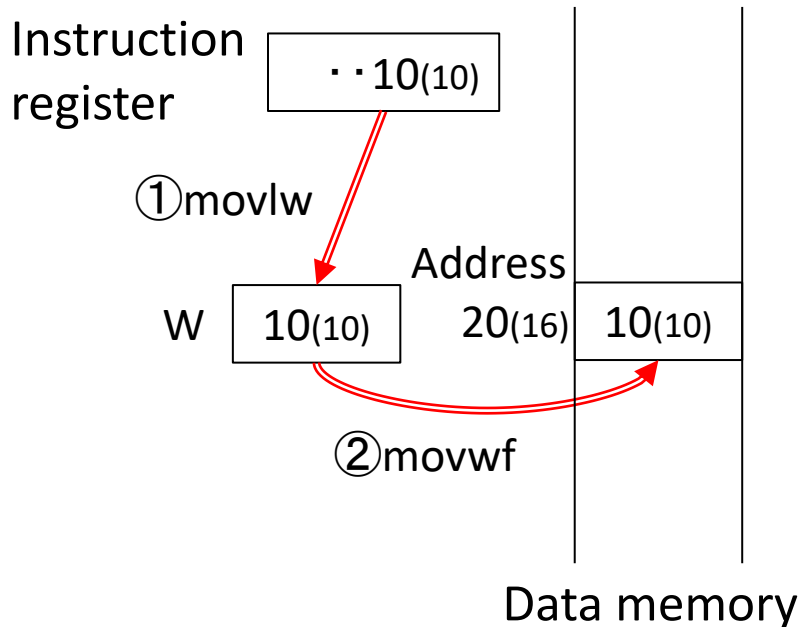 Instruction
register
··10(10)
①movlw
Address
W
10(10)
20(16)
10(10)
②movwf
Data memory